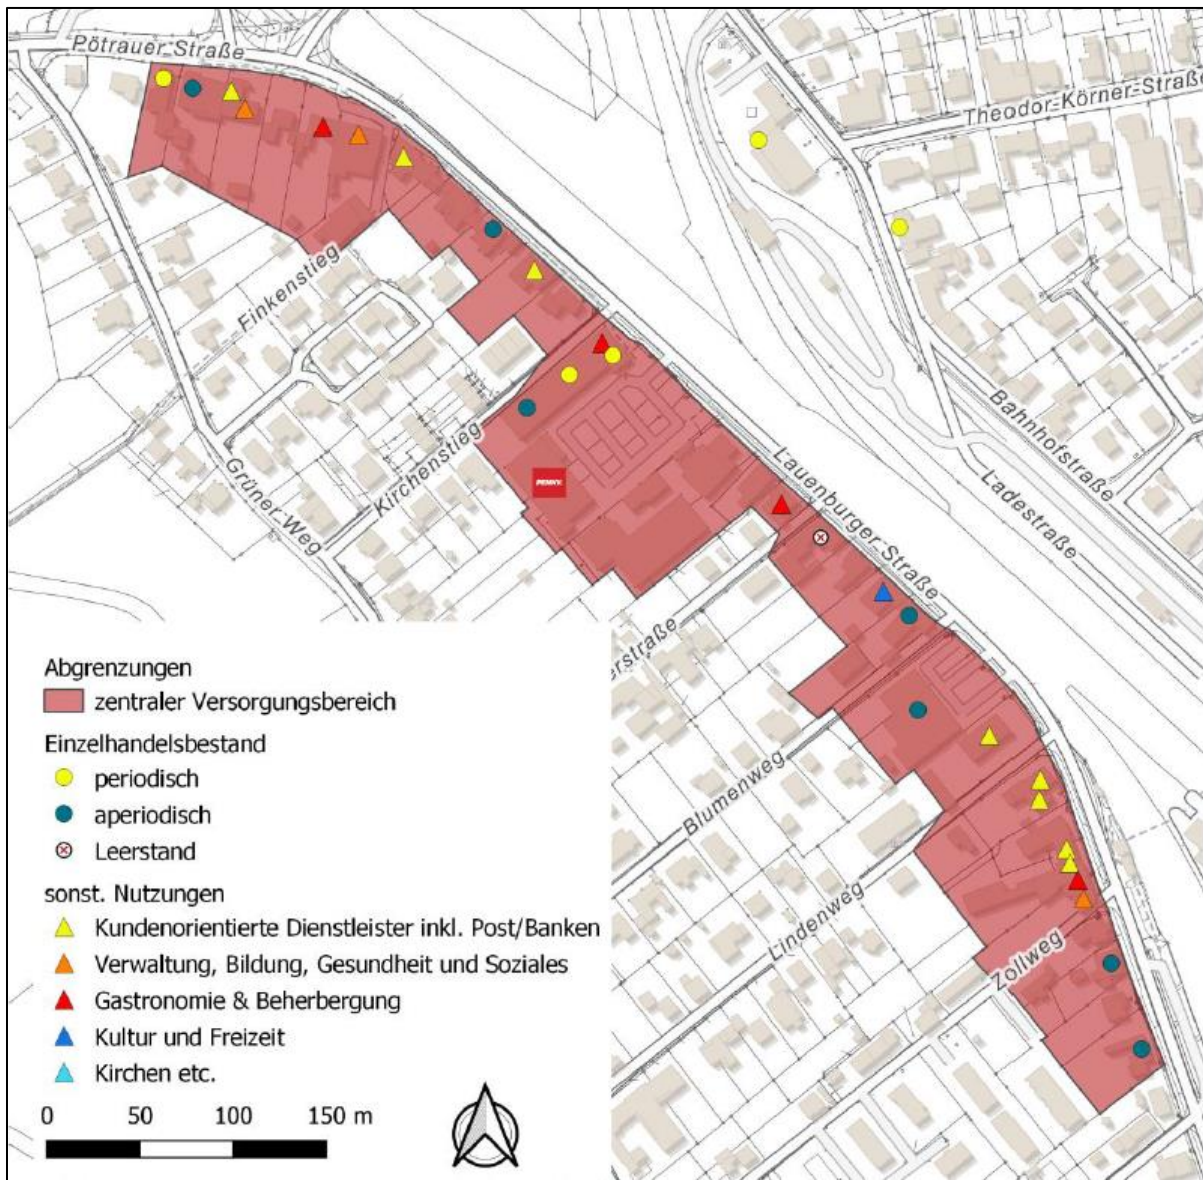 Pötrauer Straße
Theodor-Körner-Straße
Finkenstieg
Kirchenstieg
Grüner Weg
Bahnhofstraße
Ladestraße
Lauenburger Straße
PENNY.
erstraße
Blumenweg
Lindenweg
Zollweg
Abgrenzungen
zentraler Versorgungsbereich
Einzelhandelsbestand
periodisch
aperiodisch
Leerstand
sonst. Nutzungen
Kundenorientierte Dienstleister inkl. Post/Banken
Verwaltung, Bildung, Gesundheit und Soziales
Gastronomie & Beherbergung
Kultur und Freizeit
Kirchen etc.
0 50 100 150 m